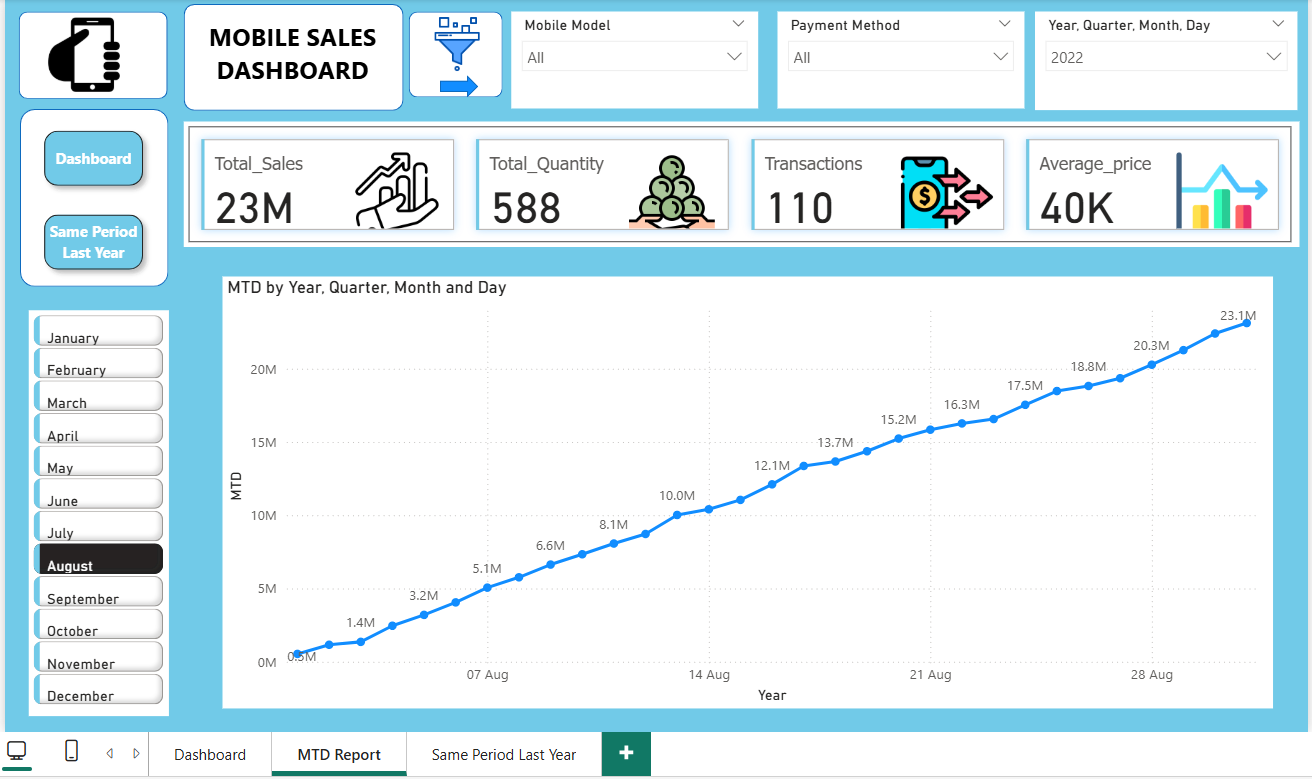 MOBILE SALES
DASHBOARD
Mobile Model
All
Payment Method
All
Year, Quarter, Month, Day
2022
Dashboard
Same Period
Last Year
Total_Sales
23M
Total_Quantity
588
Transactions
110
$
Average_price
40K
January
February
March
April
May
June
July
August
September
October
November
December
MTD by Year, Quarter, Month and Day
MTD
20M
15M
10M
5M
0M
0.5M
1.4M
3.2M
5.1M
6.6M
8.1M
10.0M
12.1M
13.7M
15.2M
16.3M
17.5M
18.8M
20.3M
23.1M
07 Aug
14 Aug
21 Aug
28 Aug
Year
Dashboard
MTD Report
Same Period Last Year
+